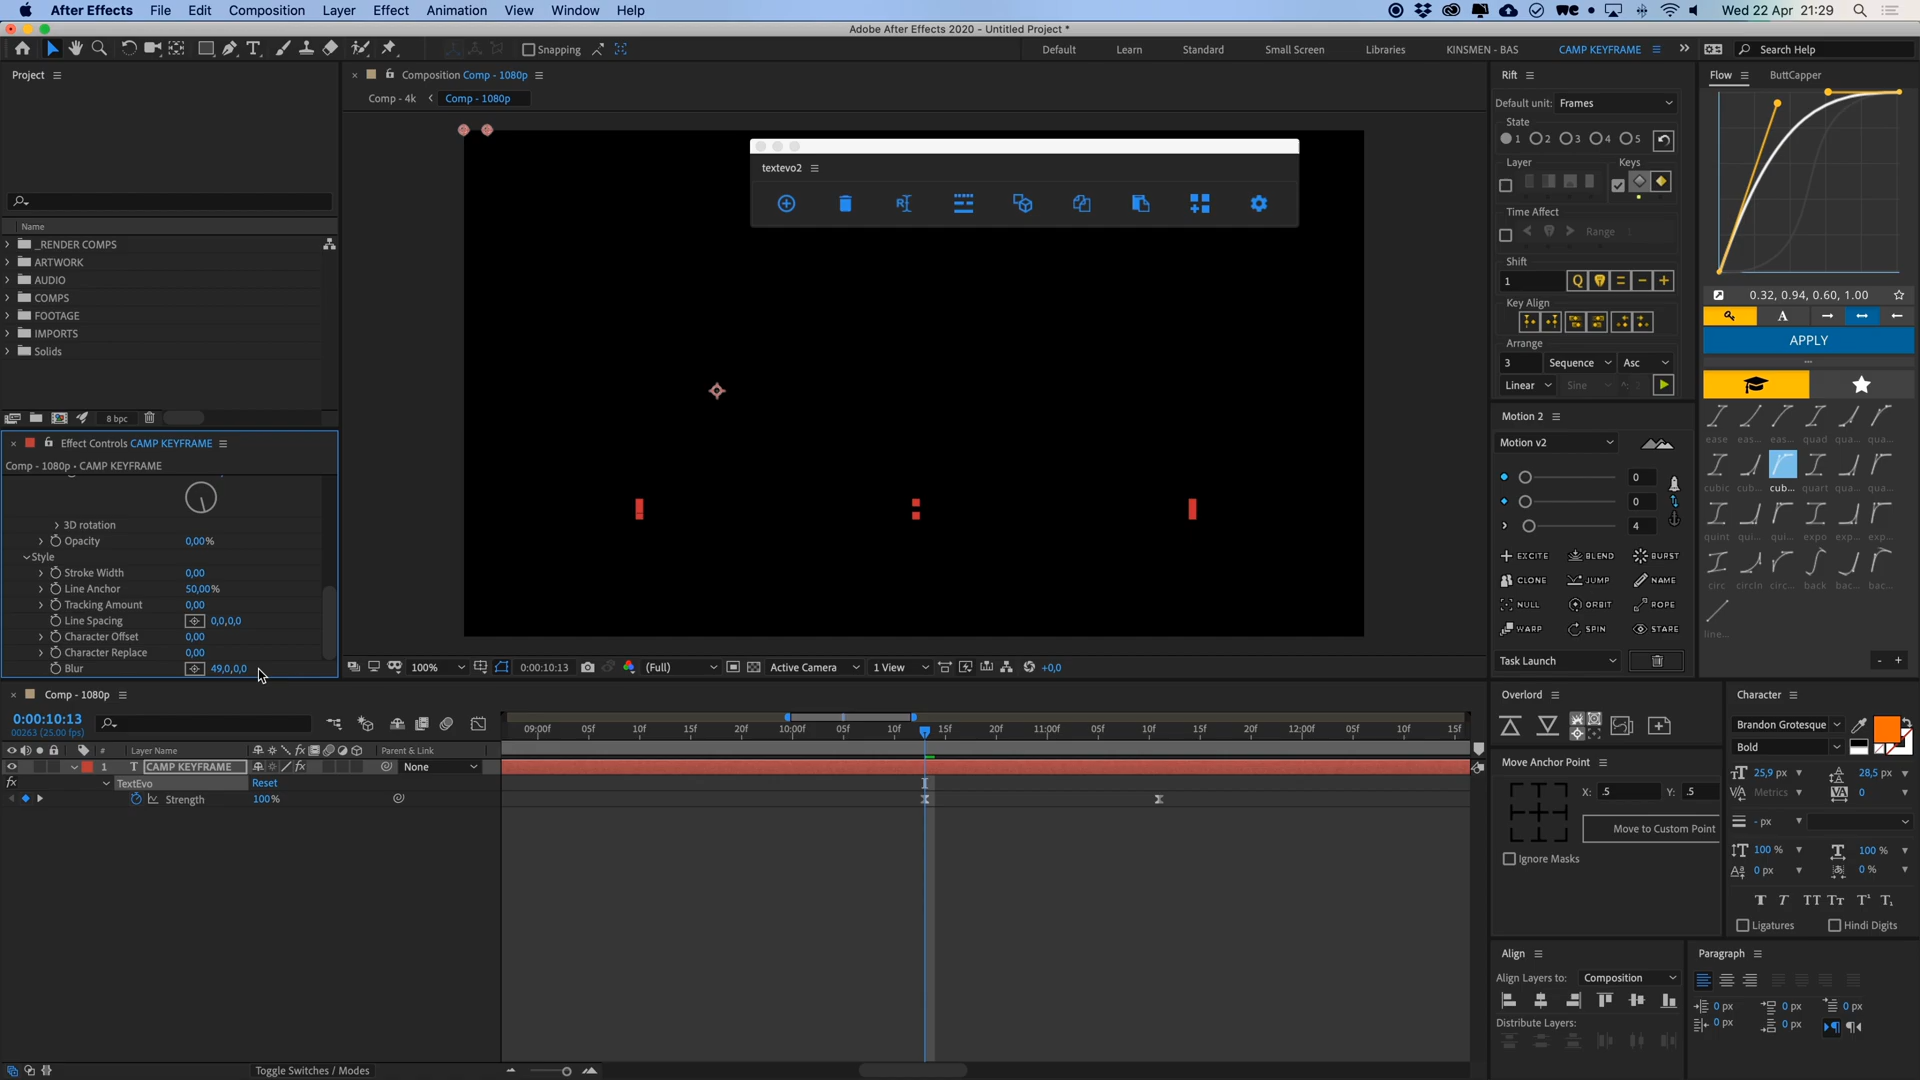 After Effects File Edit Composition Layer Effect Animation View Window Help Wed 22 Apr 21:29
Adobe After Effects 2020 - Untitled Project *
Snapping Default Learn Standard Small Screen Libraries KINSMEN - BAS CAMP KEYFRAME Search Help
Project
Name
_RENDER COMPS
ARTWORK
AUDIO
COMPS
FOOTAGE
IMPORTS
Solids
8 bpc
Effect Controls CAMP KEYFRAME
Comp - 1080p • CAMP KEYFRAME
3D rotation
Opacity 0,00%
Style
Stroke Width 0,00
Line Anchor 50,00%
Tracking Amount 0,00
Line Spacing 0,0,0,0
Character Offset 0,00
Character Replace 0,00
Blur 49,0,0,0
Composition Comp - 1080p
Comp - 4k Comp - 1080p
textevo2
100% 0:00:10:13 (Full) Active Camera 1 View +0,0
Rift
Default unit: Frames
State
1 2 3 4 5
Layer Keys
Time Affect
Range 1
Shift
1 Q
Key Align
Arrange
3 Sequence Asc
Linear Sine
Motion 2
Motion v2
0
0
4
EXCITE BLEND BURST
CLONE JUMP NAME
NULL ORBIT ROPE
WARP SPIN STARE
Task Launch
Flow ButtCapper
0.32, 0.94, 0.60, 1.00
A
APPLY
ease eas... eas... quad qua... qua...
cubic cub... cub... quart qua... qua...
quint qui... qui... expo exp... exp...
circ circIn circ... back bac... bac...
line...
Comp - 1080p
0:00:10:13
00263 (25.00 fps)
09:00f 05f 10f 15f 20f 10:00f 05f 10f 15f 20f 11:00f 05f 10f 15f 20f 12:00f 05f 10f 15f
# Layer Name Parent & Link
1 T CAMP KEYFRAME None
fx TextEvo Reset
Strength 100%
Toggle Switches / Modes
Overlord
Move Anchor Point
X: .5 Y: .5
Move to Custom Point
Ignore Masks
Character
Brandon Grotesque
Bold
25,9 px 28,5 px
Metrics 0
- px
100 % 100 %
0 px 0 %
T T TT Tт T¹ T₁
Ligatures Hindi Digits
Align
Align Layers to: Composition
Distribute Layers:
Paragraph
0 px 0 px 0 px
0 px 0 px